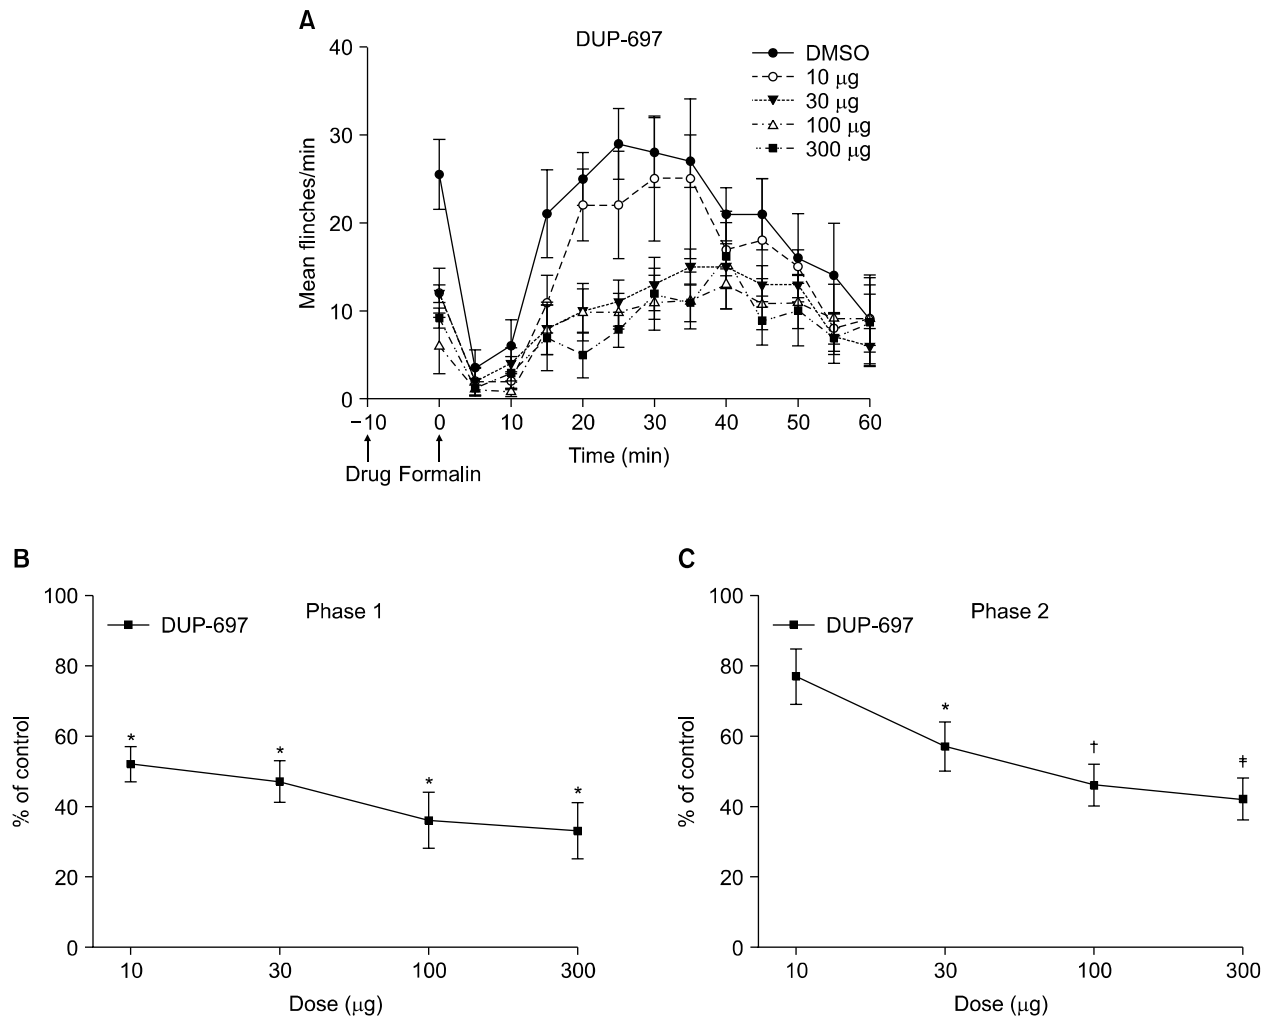 A
DUP-697
DMSO
10 μg
30 μg
100 μg
300 μg
Mean flinches/min
40
30
20
10
0
−10 0 10 20 30 40 50 60
Time (min)
Drug Formalin
B
Phase 1
DUP-697
% of control
100
80
60
40
20
0
* * * *
10 30 100 300
Dose (μg)
C
Phase 2
DUP-697
% of control
100
80
60
40
20
0
* † ‡
10 30 100 300
Dose (μg)